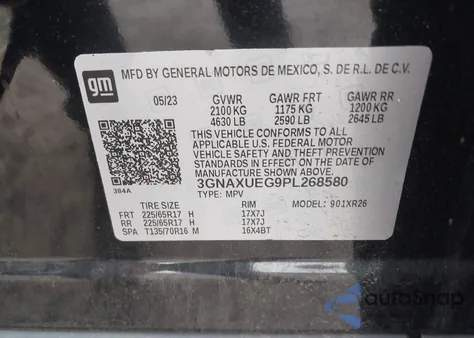 gm
MFD BY GENERAL MOTORS DE MEXICO, S. DE R.L. DE C.V.
05/23 GVWR GAWR FRT GAWR RR
2100 KG 1175 KG 1200 KG
4630 LB 2590 LB 2645 LB
THIS VEHICLE CONFORMS TO ALL
APPLICABLE U.S. FEDERAL MOTOR
VEHICLE SAFETY AND THEFT PREVENTION
STANDARDS IN EFFECT ON THE DATE OF
MANUFACTURE SHOWN ABOVE.
384A
3GNAXUEG9PL268580
TYPE: MPV MODEL: 901XR26
TIRE SIZE RIM
FRT 225/65R17 H 17X7J
RR 225/65R17 H 17X7J
SPA T135/70R16 M 16X4BT
autosnap